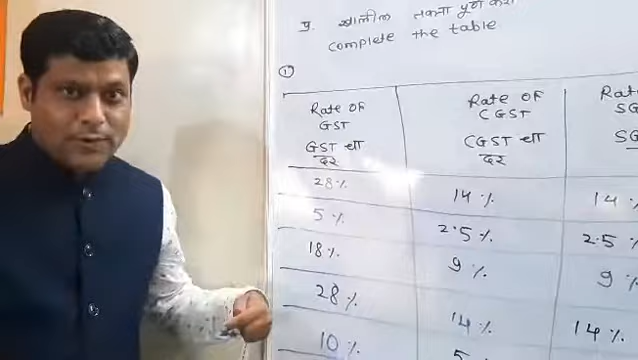 प्र. खालील तक्ता पूर्ण करा
complete the table
①
Rate of GST
GST चा दर
Rate of CGST
CGST चा दर
Rate
SG
SG
28% 14% 14%
5% 2.5% 2.5%
18% 9% 9%
28% 14% 14%
10% 5